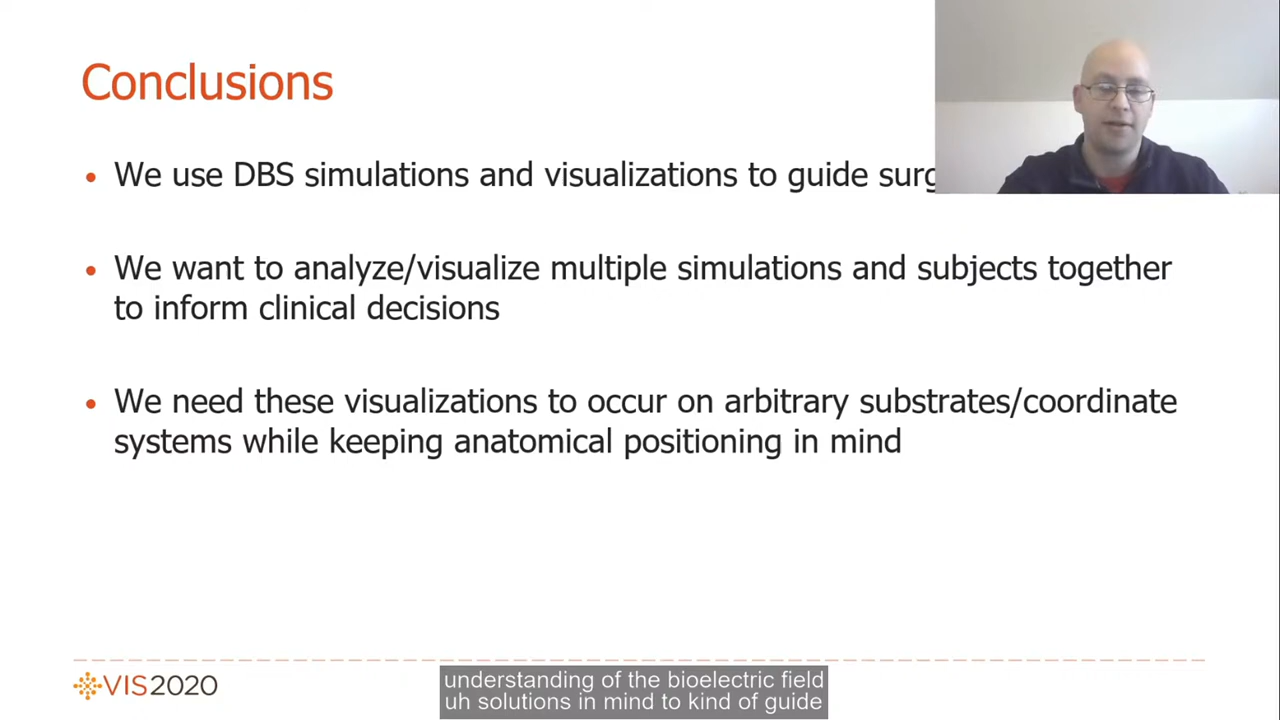 Conclusions
• We use DBS simulations and visualizations to guide
• We want to analyze/visualize multiple simulations and subjects together
to inform clinical decisions
• We need these visualizations to occur on arbitrary substrates/coordinate
systems while keeping anatomical positioning in mind
VIS2020
understanding of the bioelectric field
uh solutions in mind to kind of guide